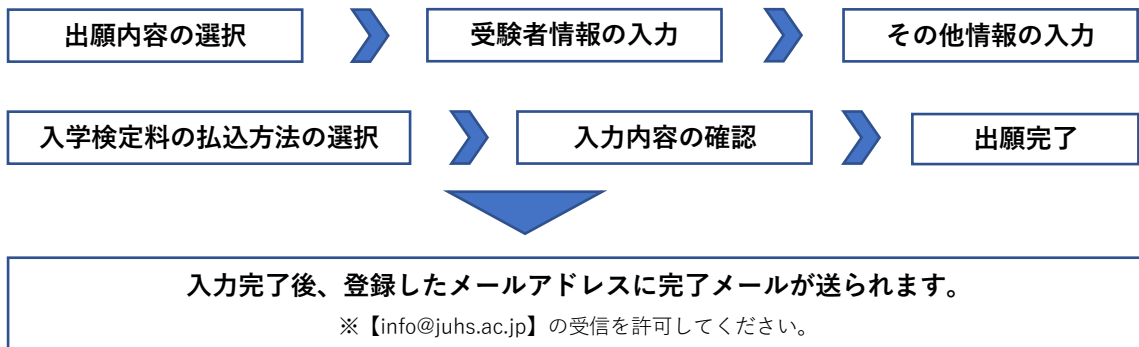 出願内容の選択
受験者情報の入力
その他情報の入力
入学検定料の払込方法の選択
入力内容の確認
出願完了
入力完了後、登録したメールアドレスに完了メールが送られます。
※【info@juhs.ac.jp】の受信を許可してください。